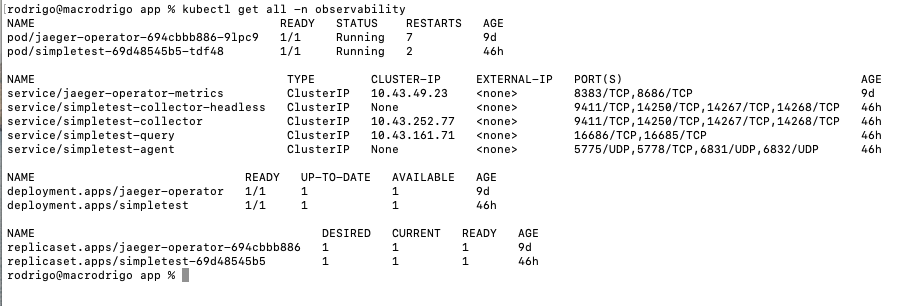 rodrigo@macrodrigo app % kubectl get all -n observability
NAME READY STATUS RESTARTS AGE
pod/jaeger-operator-694cbbb886-9lpc9 1/1 Running 7 9d
pod/simpletest-69d48545b5-tdf48 1/1 Running 2 46h
NAME TYPE CLUSTER-IP EXTERNAL-IP PORT(S) AGE
service/jaeger-operator-metrics ClusterIP 10.43.49.23 <none> 8383/TCP,8686/TCP 9d
service/simpletest-collector-headless ClusterIP None <none> 9411/TCP,14250/TCP,14267/TCP,14268/TCP 46h
service/simpletest-collector ClusterIP 10.43.252.77 <none> 9411/TCP,14250/TCP,14267/TCP,14268/TCP 46h
service/simpletest-query ClusterIP 10.43.161.71 <none> 16686/TCP,16685/TCP 46h
service/simpletest-agent ClusterIP None <none> 5775/UDP,5778/TCP,6831/UDP,6832/UDP 46h
NAME READY UP-TO-DATE AVAILABLE AGE
deployment.apps/jaeger-operator 1/1 1 1 9d
deployment.apps/simpletest 1/1 1 1 46h
NAME DESIRED CURRENT READY AGE
replicaset.apps/jaeger-operator-694cbbb886 1 1 1 9d
replicaset.apps/simpletest-69d48545b5 1 1 1 46h
rodrigo@macrodrigo app %